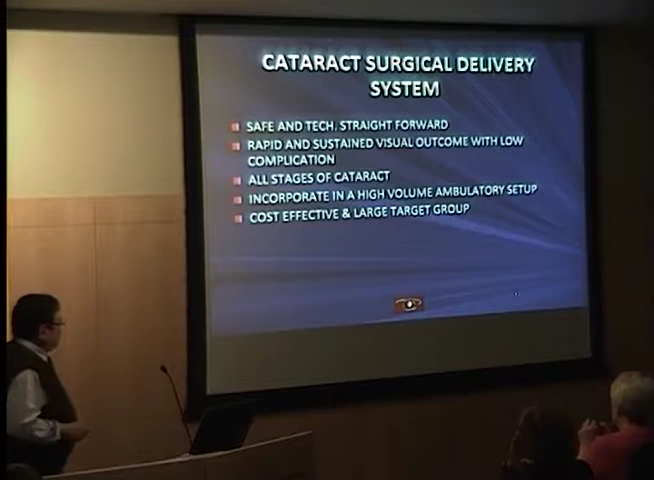 CATARACT SURGICAL DELIVERY
SYSTEM
SAFE AND TECH. STRAIGHT FORWARD
RAPID AND SUSTAINED VISUAL OUTCOME WITH LOW
COMPLICATION
ALL STAGES OF CATARACT
INCORPORATE IN A HIGH VOLUME AMBULATORY SETUP
COST EFFECTIVE & LARGE TARGET GROUP